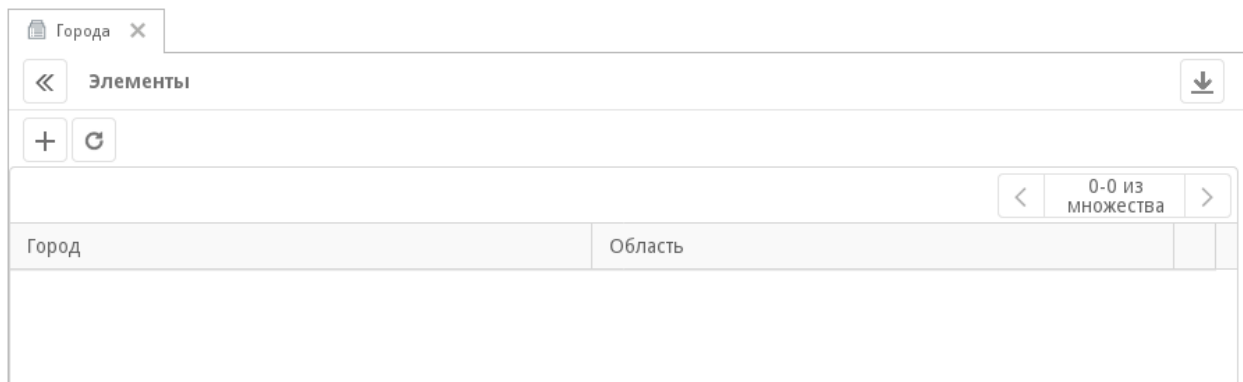 Города
Элементы
0-0 из
множества
Город Область